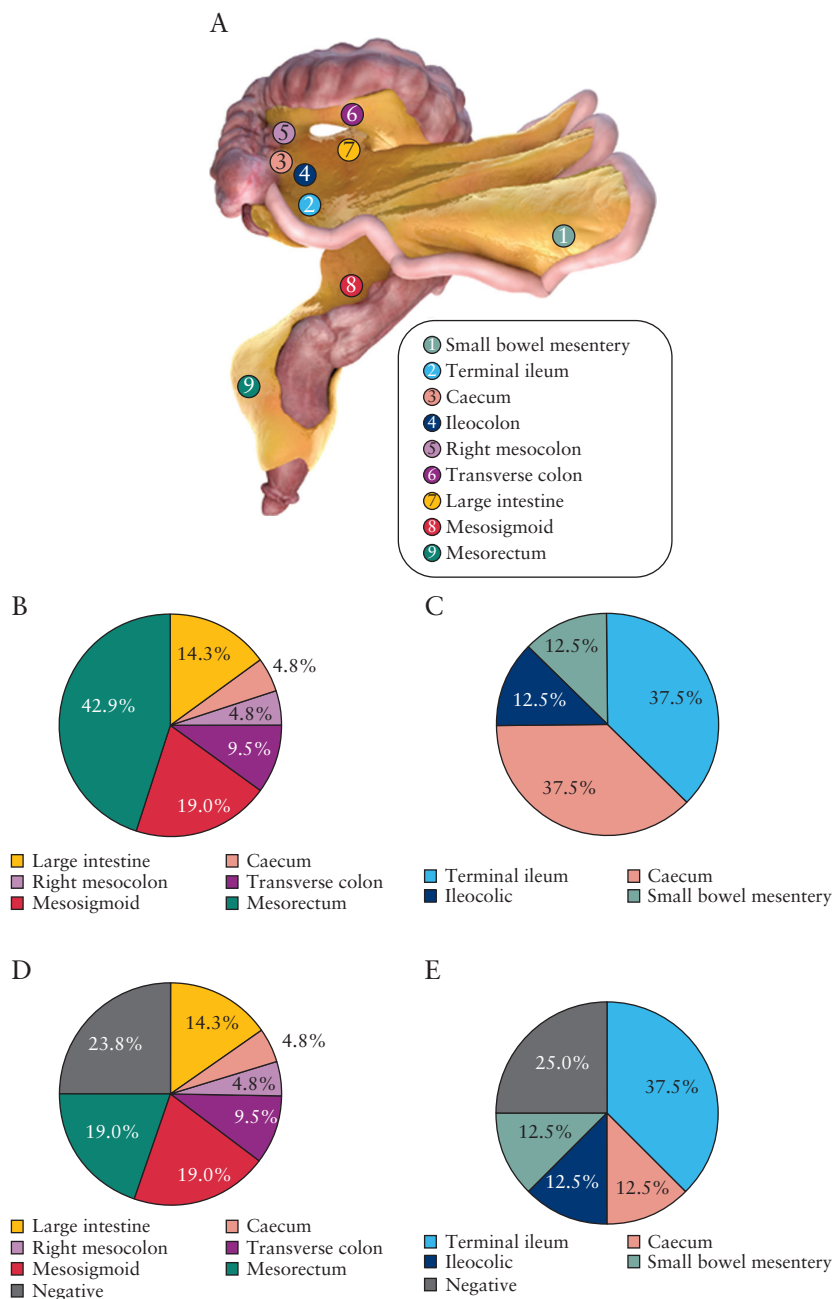 A
6
5
7
3
4
2
1
8
9
1 Small bowel mesentery
2 Terminal ileum
3 Caecum
4 Ileocolon
5 Right mesocolon
6 Transverse colon
7 Large intestine
8 Mesosigmoid
9 Mesorectum
B
14.3%
4.8%
4.8%
9.5%
19.0%
42.9%
Large intestine Caecum
Right mesocolon Transverse colon
Mesosigmoid Mesorectum
C
12.5%
12.5%
37.5%
37.5%
Terminal ileum Caecum
Ileocolic Small bowel mesentery
D
23.8%
14.3%
4.8%
4.8%
9.5%
19.0%
19.0%
Large intestine Caecum
Right mesocolon Transverse colon
Mesosigmoid Mesorectum
Negative
E
25.0%
37.5%
12.5%
12.5%
12.5%
Terminal ileum Caecum
Ileocolic Small bowel mesentery
Negative